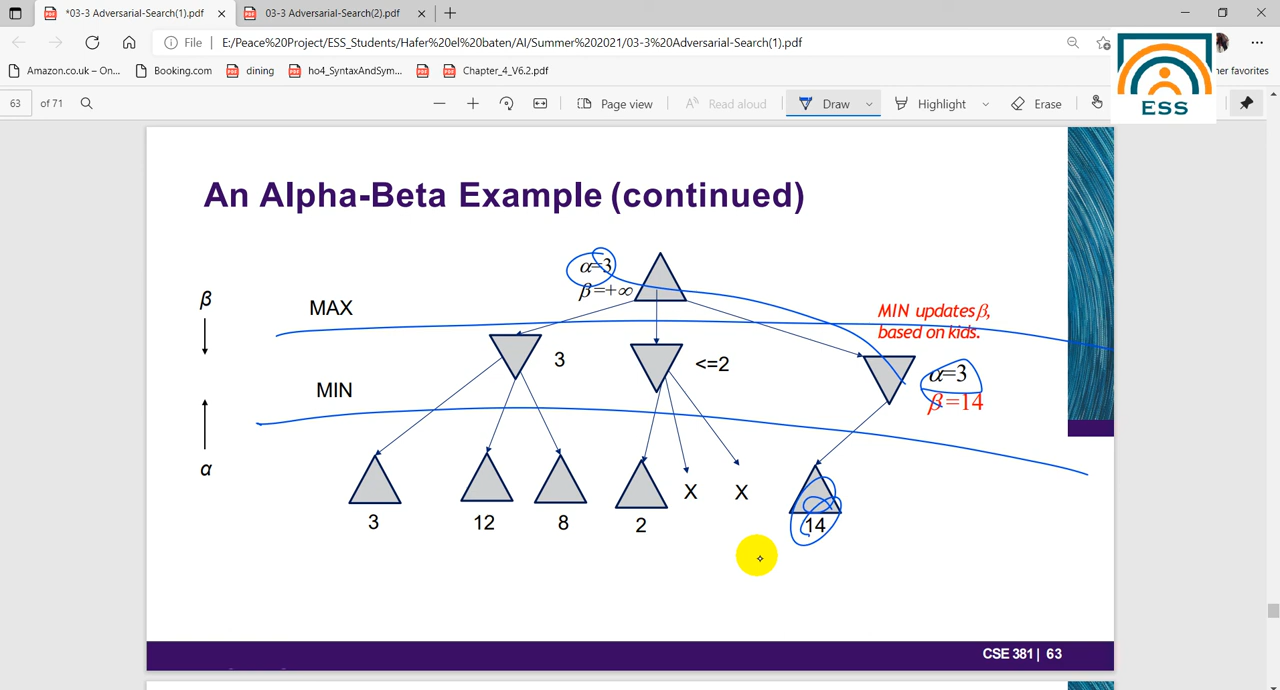 *03-3 Adversarial-Search(1).pdf
03-3 Adversarial-Search(2).pdf
File
E:/Peace%20Project/ESS_Students/Hafer%20el%20baten/AI/Summer%202021/03-3%20Adversarial-Search(1).pdf
Amazon.co.uk – On...
Booking.com
dining
ho4_SyntaxAndSym...
Chapter_4_V6.2.pdf
her favorites
ESS
63 of 71
Page view
Read aloud
Draw
Highlight
Erase
An Alpha-Beta Example (continued)
α=3
β=+∞
β
MAX
MIN updates β,
based on kids.
3
<=2
α=3
β=14
MIN
α
X X
3 12 8 2 14
CSE 381 | 63